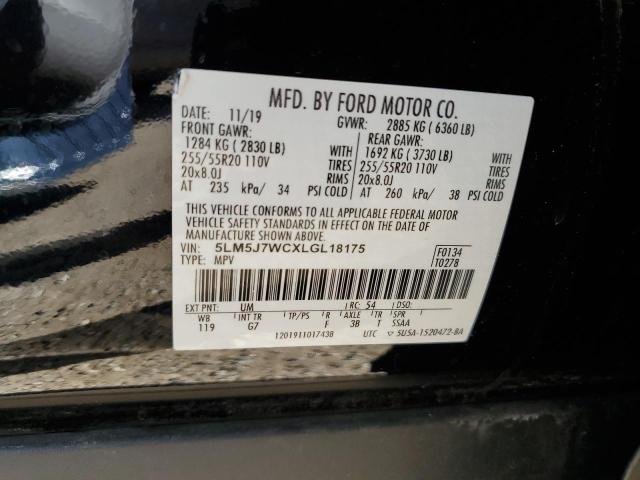 MFD. BY FORD MOTOR CO.
DATE: 11/19 GVWR: 2885 KG ( 6360 LB)
FRONT GAWR: REAR GAWR:
1284 KG ( 2830 LB) WITH 1692 KG ( 3730 LB) WITH
255/55R20 110V TIRES 255/55R20 110V TIRES
20x8.0J RIMS 20x8.0J RIMS
AT 235 kPa/ 34 PSI COLD AT 260 kPa/ 38 PSI COLD
THIS VEHICLE CONFORMS TO ALL APPLICABLE FEDERAL MOTOR
VEHICLE SAFETY STANDARDS IN EFFECT ON THE DATE OF
MANUFACTURE SHOWN ABOVE.
VIN: 5LM5J7WCXLGL18175 F0134
TYPE: MPV T0278
EXT PNT: UM RC: 54 DSO:
WB INT TR TP/PS R AXLE TR SPR
119 G7 F 3B T SSAA
12019110174​3B UTC 5U5A-1520472-BA